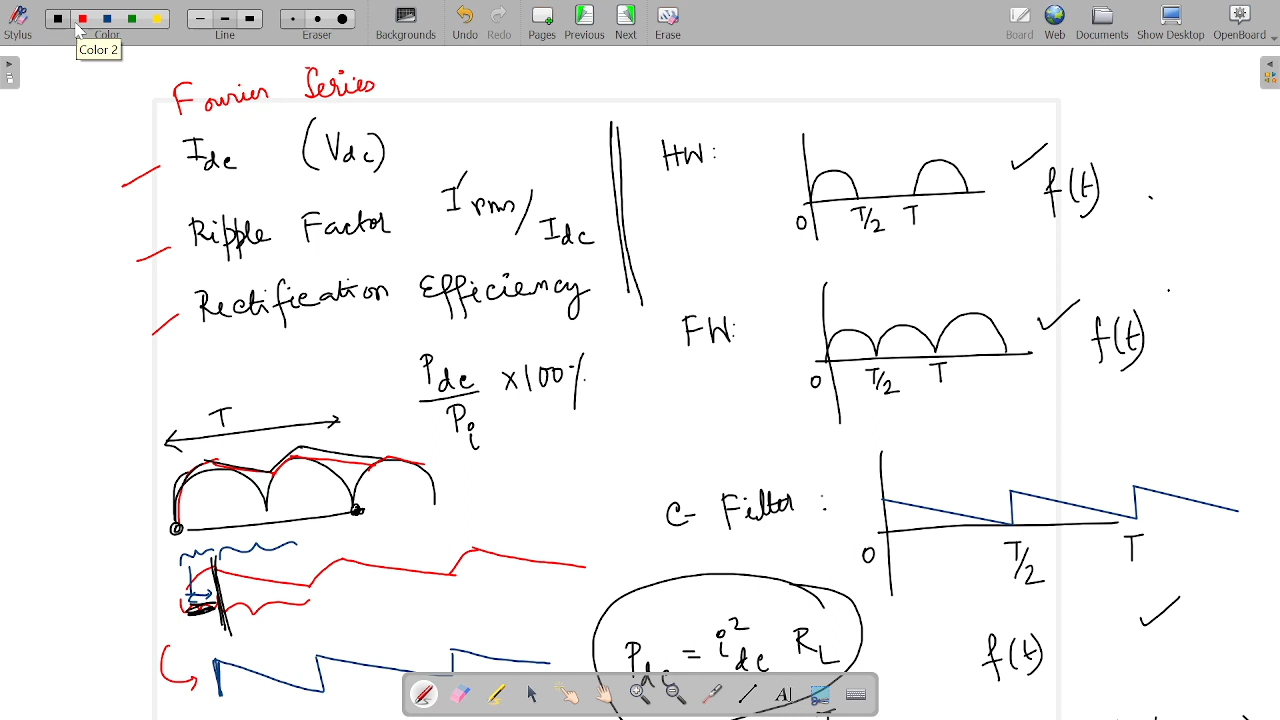 Stylus Color Line Eraser Backgrounds Undo Redo Pages Previous Next Erase Board Web Documents Show Desktop OpenBoard
Color 2
Fourier Series
Idc (Vdc)
Ripple Factor I'rms/Idc
Rectification Efficiency
Pdc/Pi ×100%
T
HW:
0 T/2 T
f(t)
FW:
0 T/2 T
f(t)
C- Filter :
0 T/2 T
f(t)
Pdc = i²dc RL